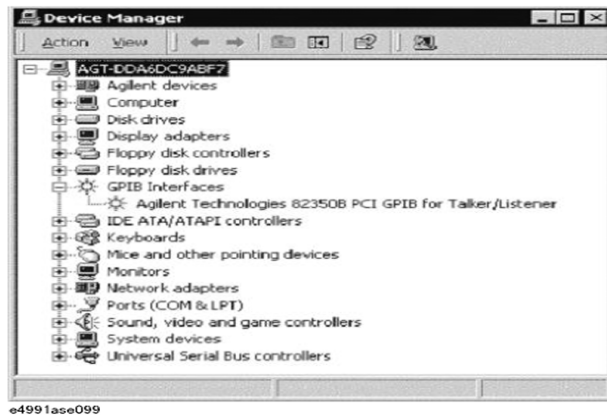 Device Manager
Action View
AGT-DDA6DC9ABF7
Agilent devices
Computer
Disk drives
Display adapters
Floppy disk controllers
Floppy disk drives
GPIB Interfaces
Agilent Technologies 82350B PCI GPIB for Talker/Listener
IDE ATA/ATAPI controllers
Keyboards
Mice and other pointing devices
Monitors
Network adapters
Ports (COM & LPT)
Sound, video and game controllers
System devices
Universal Serial Bus controllers
e4991ase099